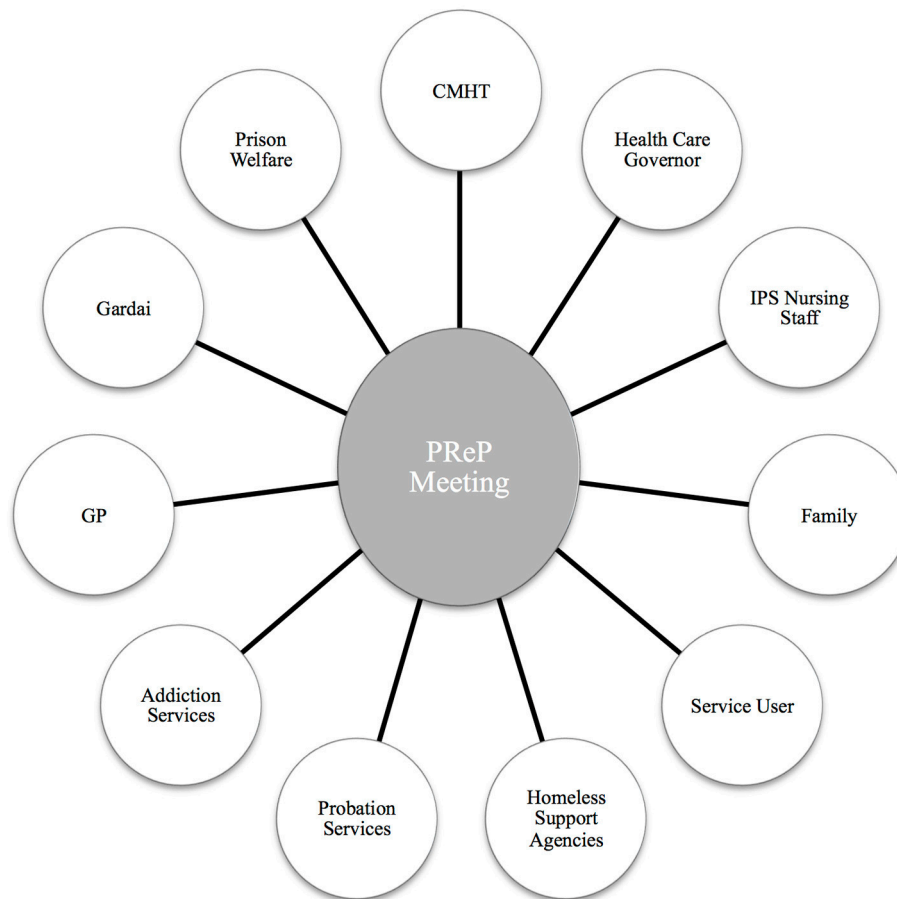 CMHT
Health Care
Governor
IPS Nursing
Staff
Family
Service User
Homeless
Support
Agencies
Probation
Services
Addiction
Services
GP
Gardai
Prison
Welfare
PReP
Meeting